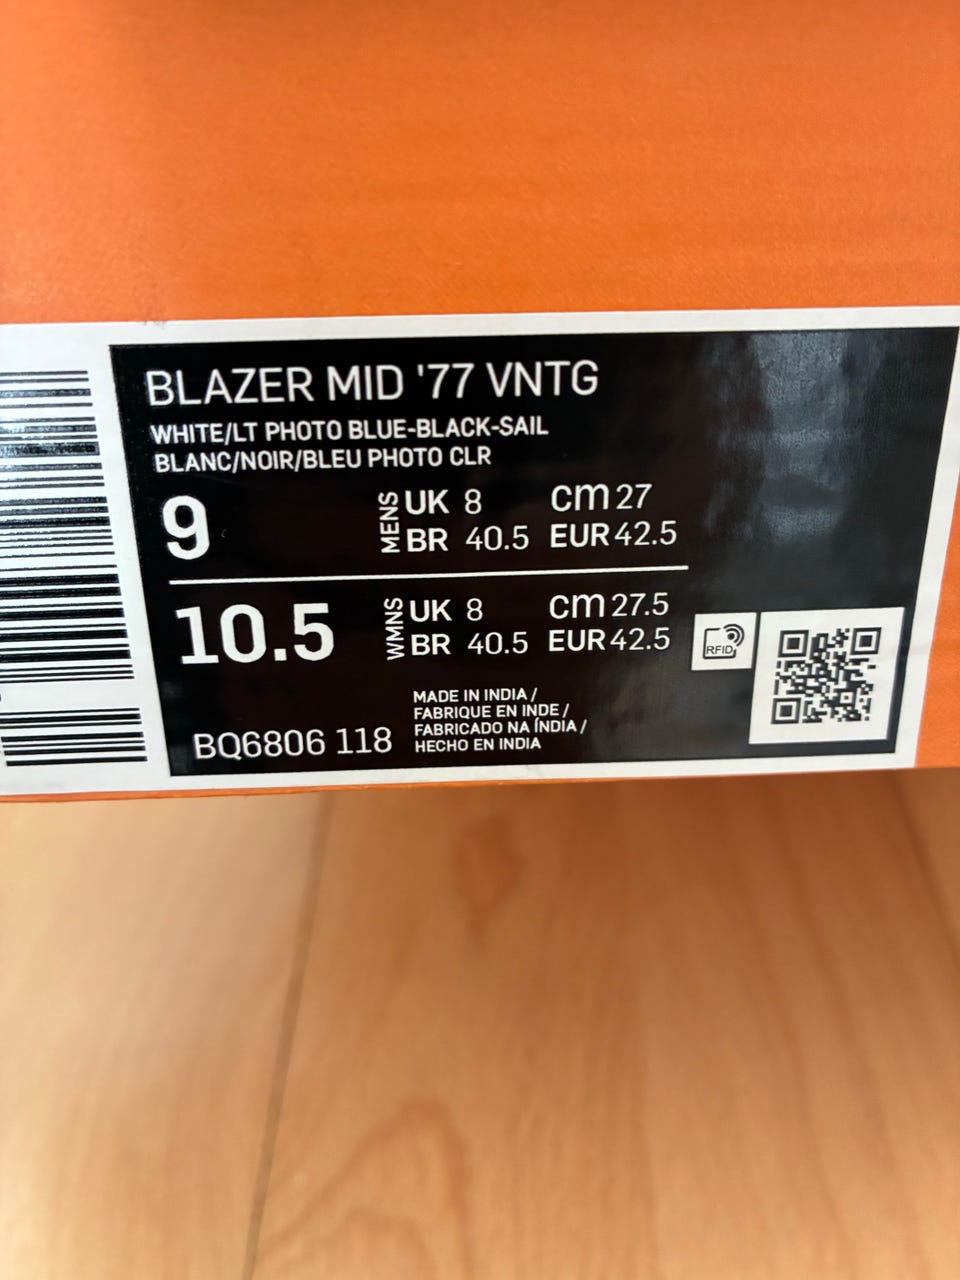 BLAZER MID '77 VNTG
WHITE/LT PHOTO BLUE-BLACK-SAIL
BLANC/NOIR/BLEU PHOTO CLR
9 MENS UK 8 cm 27
BR 40.5 EUR 42.5
10.5 WMNS UK 8 cm 27.5
BR 40.5 EUR 42.5
RFID
MADE IN INDIA /
FABRIQUE EN INDE /
FABRICADO NA ÍNDIA /
HECHO EN INDIA
BQ6806 118